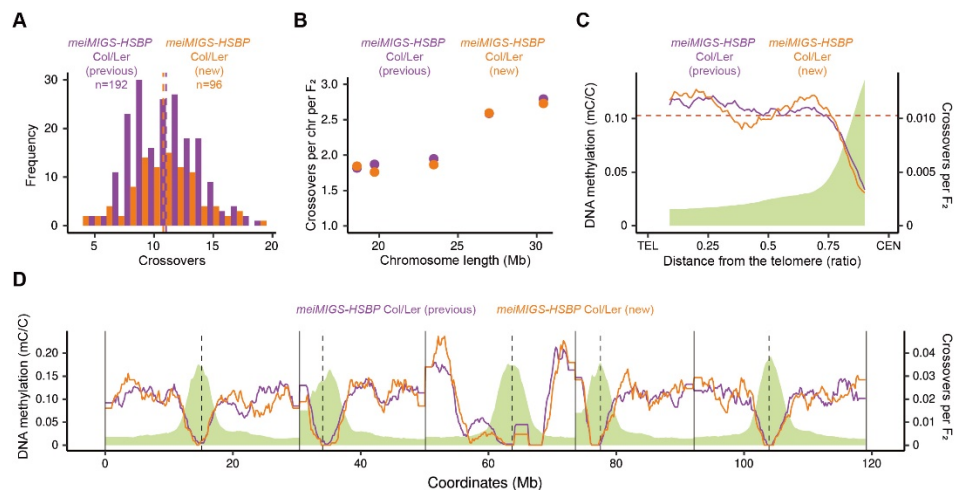 A
meiMIGS-HSBP
Col/Ler
(previous)
n=192
meiMIGS-HSBP
Col/Ler
(new)
n=96
Frequency
30
20
10
0
5
10
15
20
Crossovers
B
meiMIGS-HSBP
Col/Ler
(previous)
meiMIGS-HSBP
Col/Ler
(new)
Crossovers per chr per F₂
3.0
2.5
2.0
1.5
1.0
20
25
30
Chromosome length (Mb)
C
meiMIGS-HSBP
Col/Ler
(previous)
meiMIGS-HSBP
Col/Ler
(new)
DNA methylation (mC/C)
0.10
0.05
0
Crossovers per F₂
0.010
0.005
0
TEL
0.25
0.5
0.75
CEN
Distance from the telomere (ratio)
D
meiMIGS-HSBP Col/Ler (previous)
meiMIGS-HSBP Col/Ler (new)
DNA methylation (mC/C)
0.20
0.15
0.10
0.05
0
Crossovers per F₂
0.04
0.03
0.02
0.01
0
0
20
40
60
80
100
120
Coordinates (Mb)